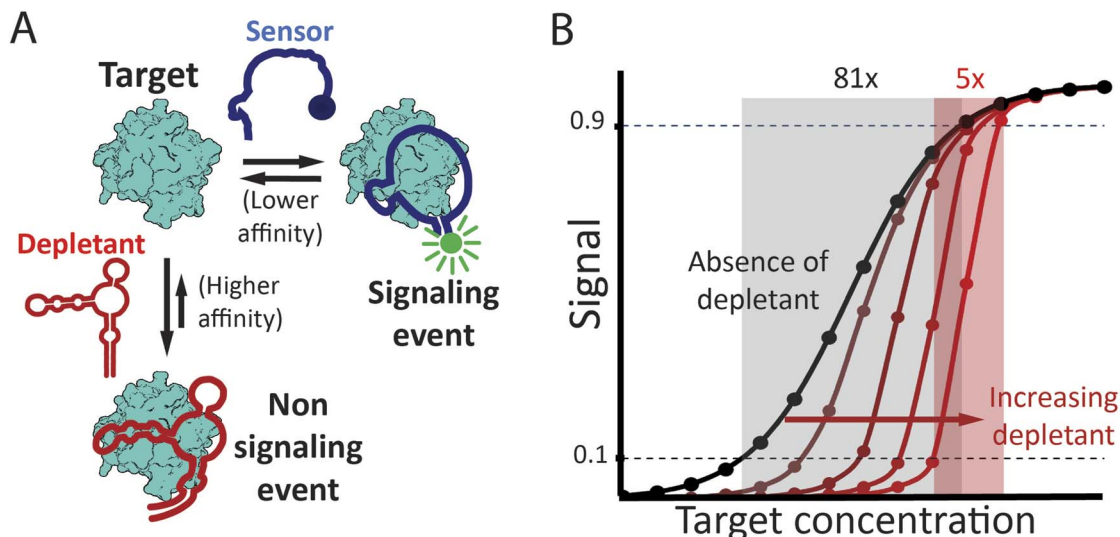 A
Sensor
Target
(Lower
affinity)
Depletant
(Higher
affinity)
Signaling
event
Non
signaling
event
B
81x
5x
0.9
Signal
Absence of
depletant
Increasing
depletant
0.1
Target concentration